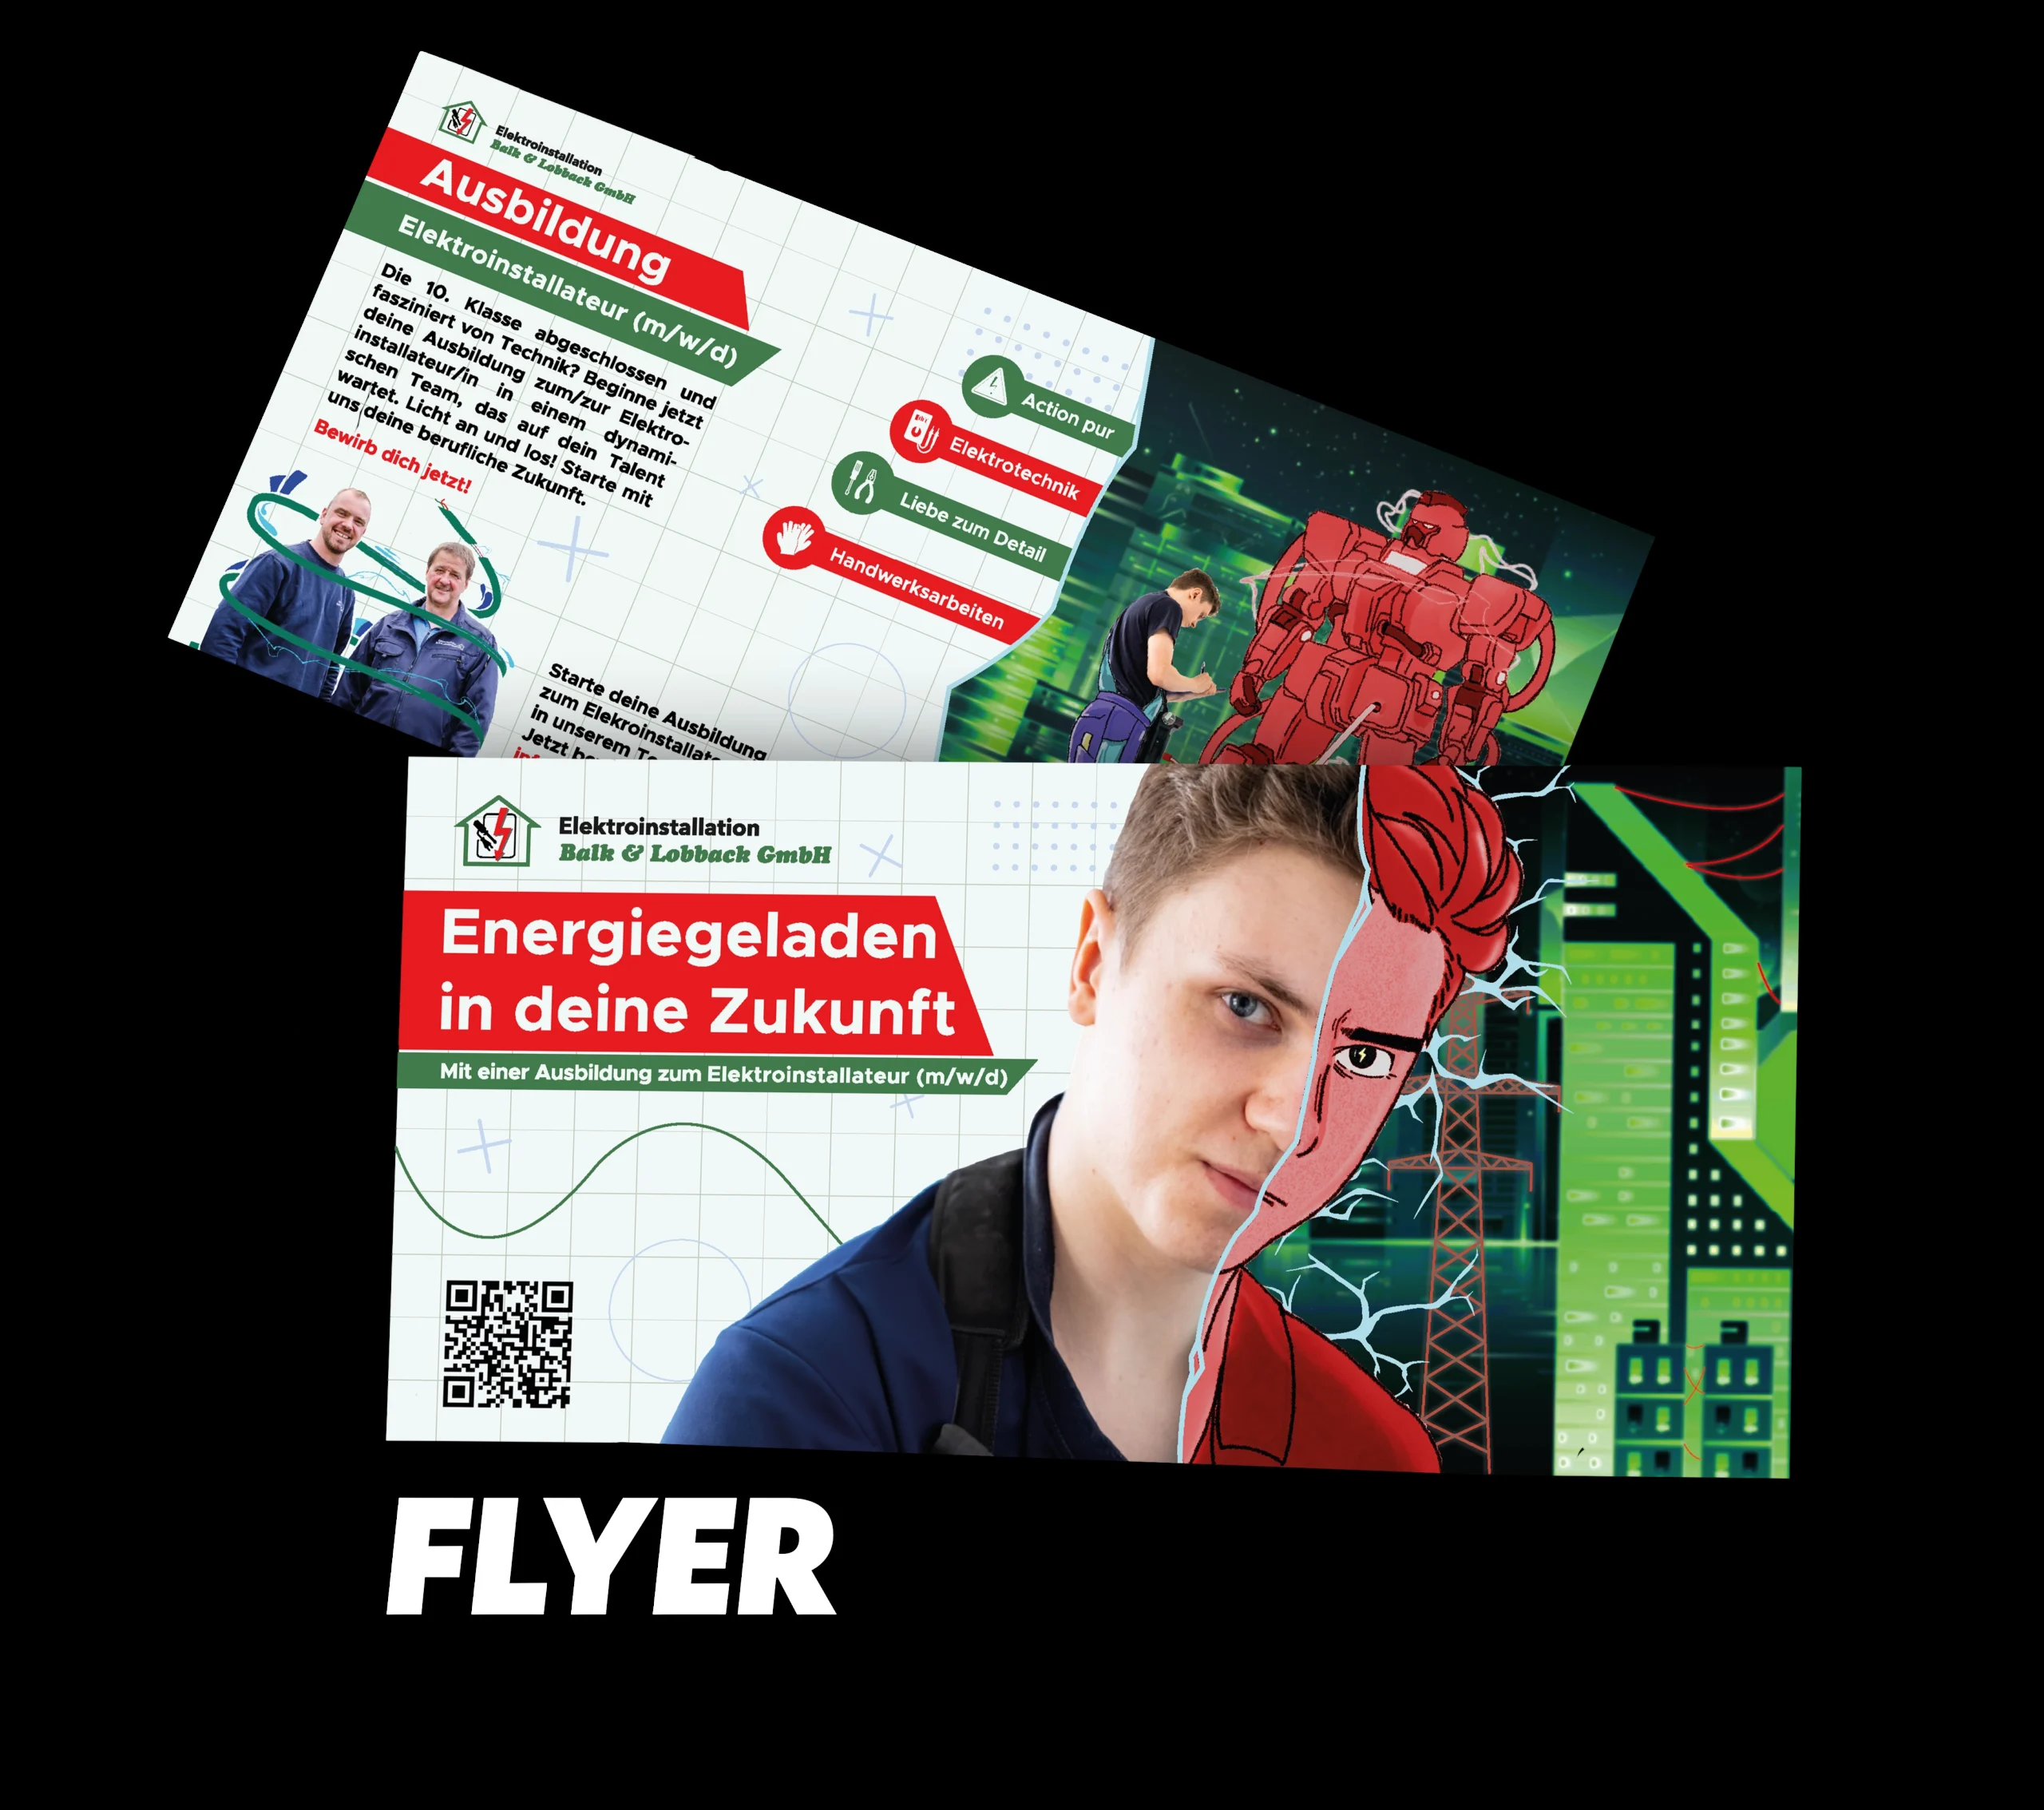 Elektroinstallation
Balk & Lobback GmbH
Ausbildung
Elektroinstallateur (m/w/d)
Die 10. Klasse abgeschlossen und
fasziniert von Technik? Beginne jetzt
deine Ausbildung zum/zur Elektro-
installateur/in in einem dynami-
schen Team, das auf dein Talent
wartet. Licht an und los! Starte mit
uns deine berufliche Zukunft.
Bewirb dich jetzt!
Action pur
Elektrotechnik
Liebe zum Detail
Handwerksarbeiten
Starte deine Ausbildung
zum Elekroinstallate
in unserem Te
Jetzt be
Elektroinstallation
Balk & Lobback GmbH
Energiegeladen
in deine Zukunft
Mit einer Ausbildung zum Elektroinstallateur (m/w/d)
FLYER